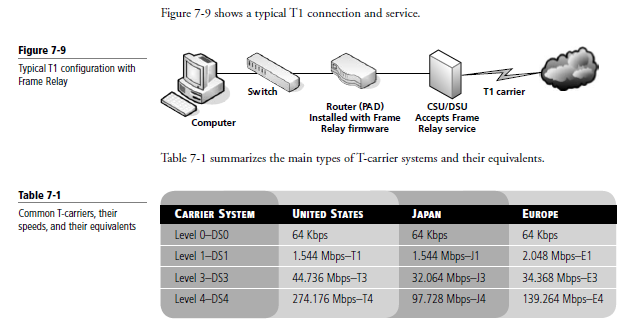 Figure 7-9 shows a typical T1 connection and service.
Figure 7-9
Typical T1 configuration with
Frame Relay
Computer
Switch
Router (PAD)
Installed with Frame
Relay firmware
CSU/DSU
Accepts Frame
Relay service
T1 carrier
Table 7-1 summarizes the main types of T-carrier systems and their equivalents.
Table 7-1
Common T-carriers, their
speeds, and their equivalents
CARRIER SYSTEM UNITED STATES JAPAN EUROPE
Level 0–DS0 64 Kbps 64 Kbps 64 Kbps
Level 1–DS1 1.544 Mbps–T1 1.544 Mbps–J1 2.048 Mbps–E1
Level 3–DS3 44.736 Mbps–T3 32.064 Mbps–J3 34.368 Mbps–E3
Level 4–DS4 274.176 Mbps–T4 97.728 Mbps–J4 139.264 Mbps–E4